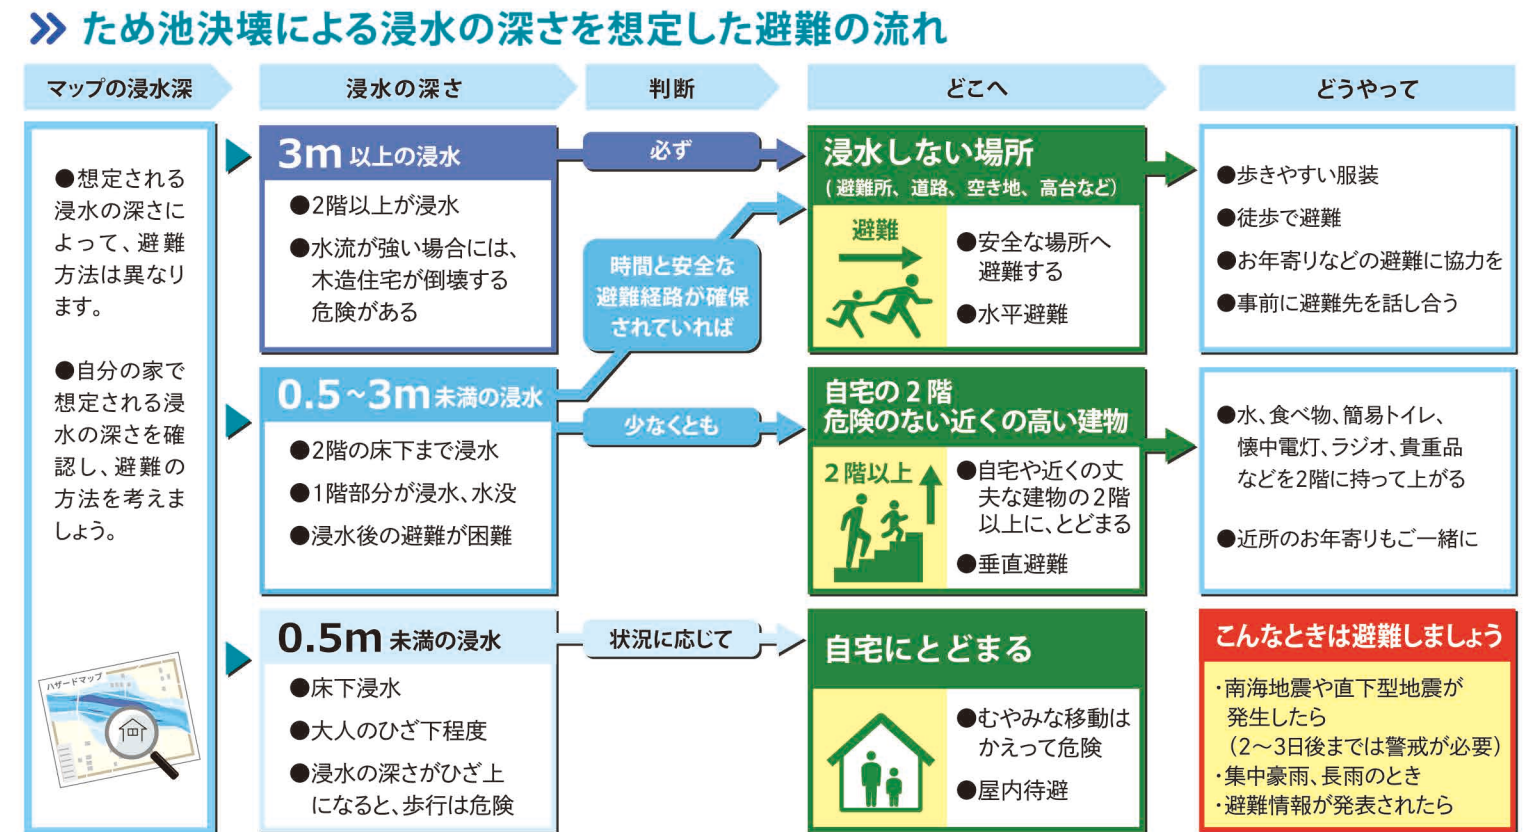 ため池決壊による浸水の深さを想定した避難の流れ
マップの浸水深
浸水の深さ
判断
どこへ
どうやって
●想定される
浸水の深さに
よって、避難
方法は異なり
ます。
●自分の家で
想定される浸
水の深さを確
認し、避難の
方法を考えま
しょう。
ハザードマップ
3m 以上の浸水
●2階以上が浸水
●水流が強い場合には、
木造住宅が倒壊する
危険がある
必ず
時間と安全な
避難経路が確保
されていれば
浸水しない場所
(避難所、道路、空き地、高台など)
避難
●安全な場所へ
避難する
●水平避難
●歩きやすい服装
●徒歩で避難
●お年寄りなどの避難に協力を
●事前に避難先を話し合う
0.5~3m 未満の浸水
●2階の床下まで浸水
●1階部分が浸水、水没
●浸水後の避難が困難
少なくとも
自宅の2階
危険のない近くの高い建物
2階以上
●自宅や近くの丈
夫な建物の2階
以上に、とどまる
●垂直避難
●水、食べ物、簡易トイレ、
懐中電灯、ラジオ、貴重品
などを2階に持って上がる
●近所のお年寄りもご一緒に
0.5m 未満の浸水
●床下浸水
●大人のひざ下程度
●浸水の深さがひざ上
になると、歩行は危険
状況に応じて
自宅にとどまる
●むやみな移動は
かえって危険
●屋内待避
こんなときは避難しましょう
・南海地震や直下型地震が
発生したら
(2〜3日後までは警戒が必要)
・集中豪雨、長雨のとき
・避難情報が発表されたら